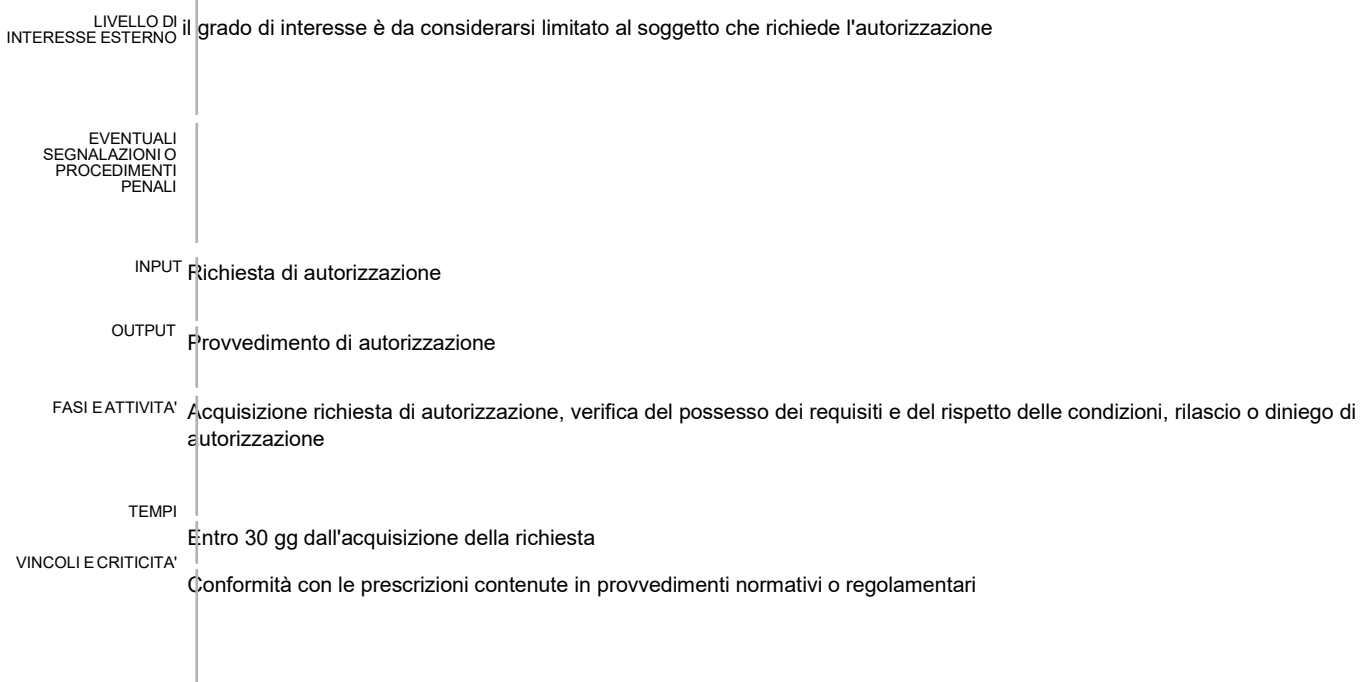 LIVELLO DI
INTERESSE ESTERNO
il grado di interesse è da considerarsi limitato al soggetto che richiede l'autorizzazione
EVENTUALI
SEGNALAZIONI O
PROCEDIMENTI
PENALI
INPUT
Richiesta di autorizzazione
OUTPUT
Provvedimento di autorizzazione
FASI E ATTIVITA'
Acquisizione richiesta di autorizzazione, verifica del possesso dei requisiti e del rispetto delle condizioni, rilascio o diniego di
autorizzazione
TEMPI
Entro 30 gg dall'acquisizione della richiesta
VINCOLI E CRITICITA'
Conformità con le prescrizioni contenute in provvedimenti normativi o regolamentari